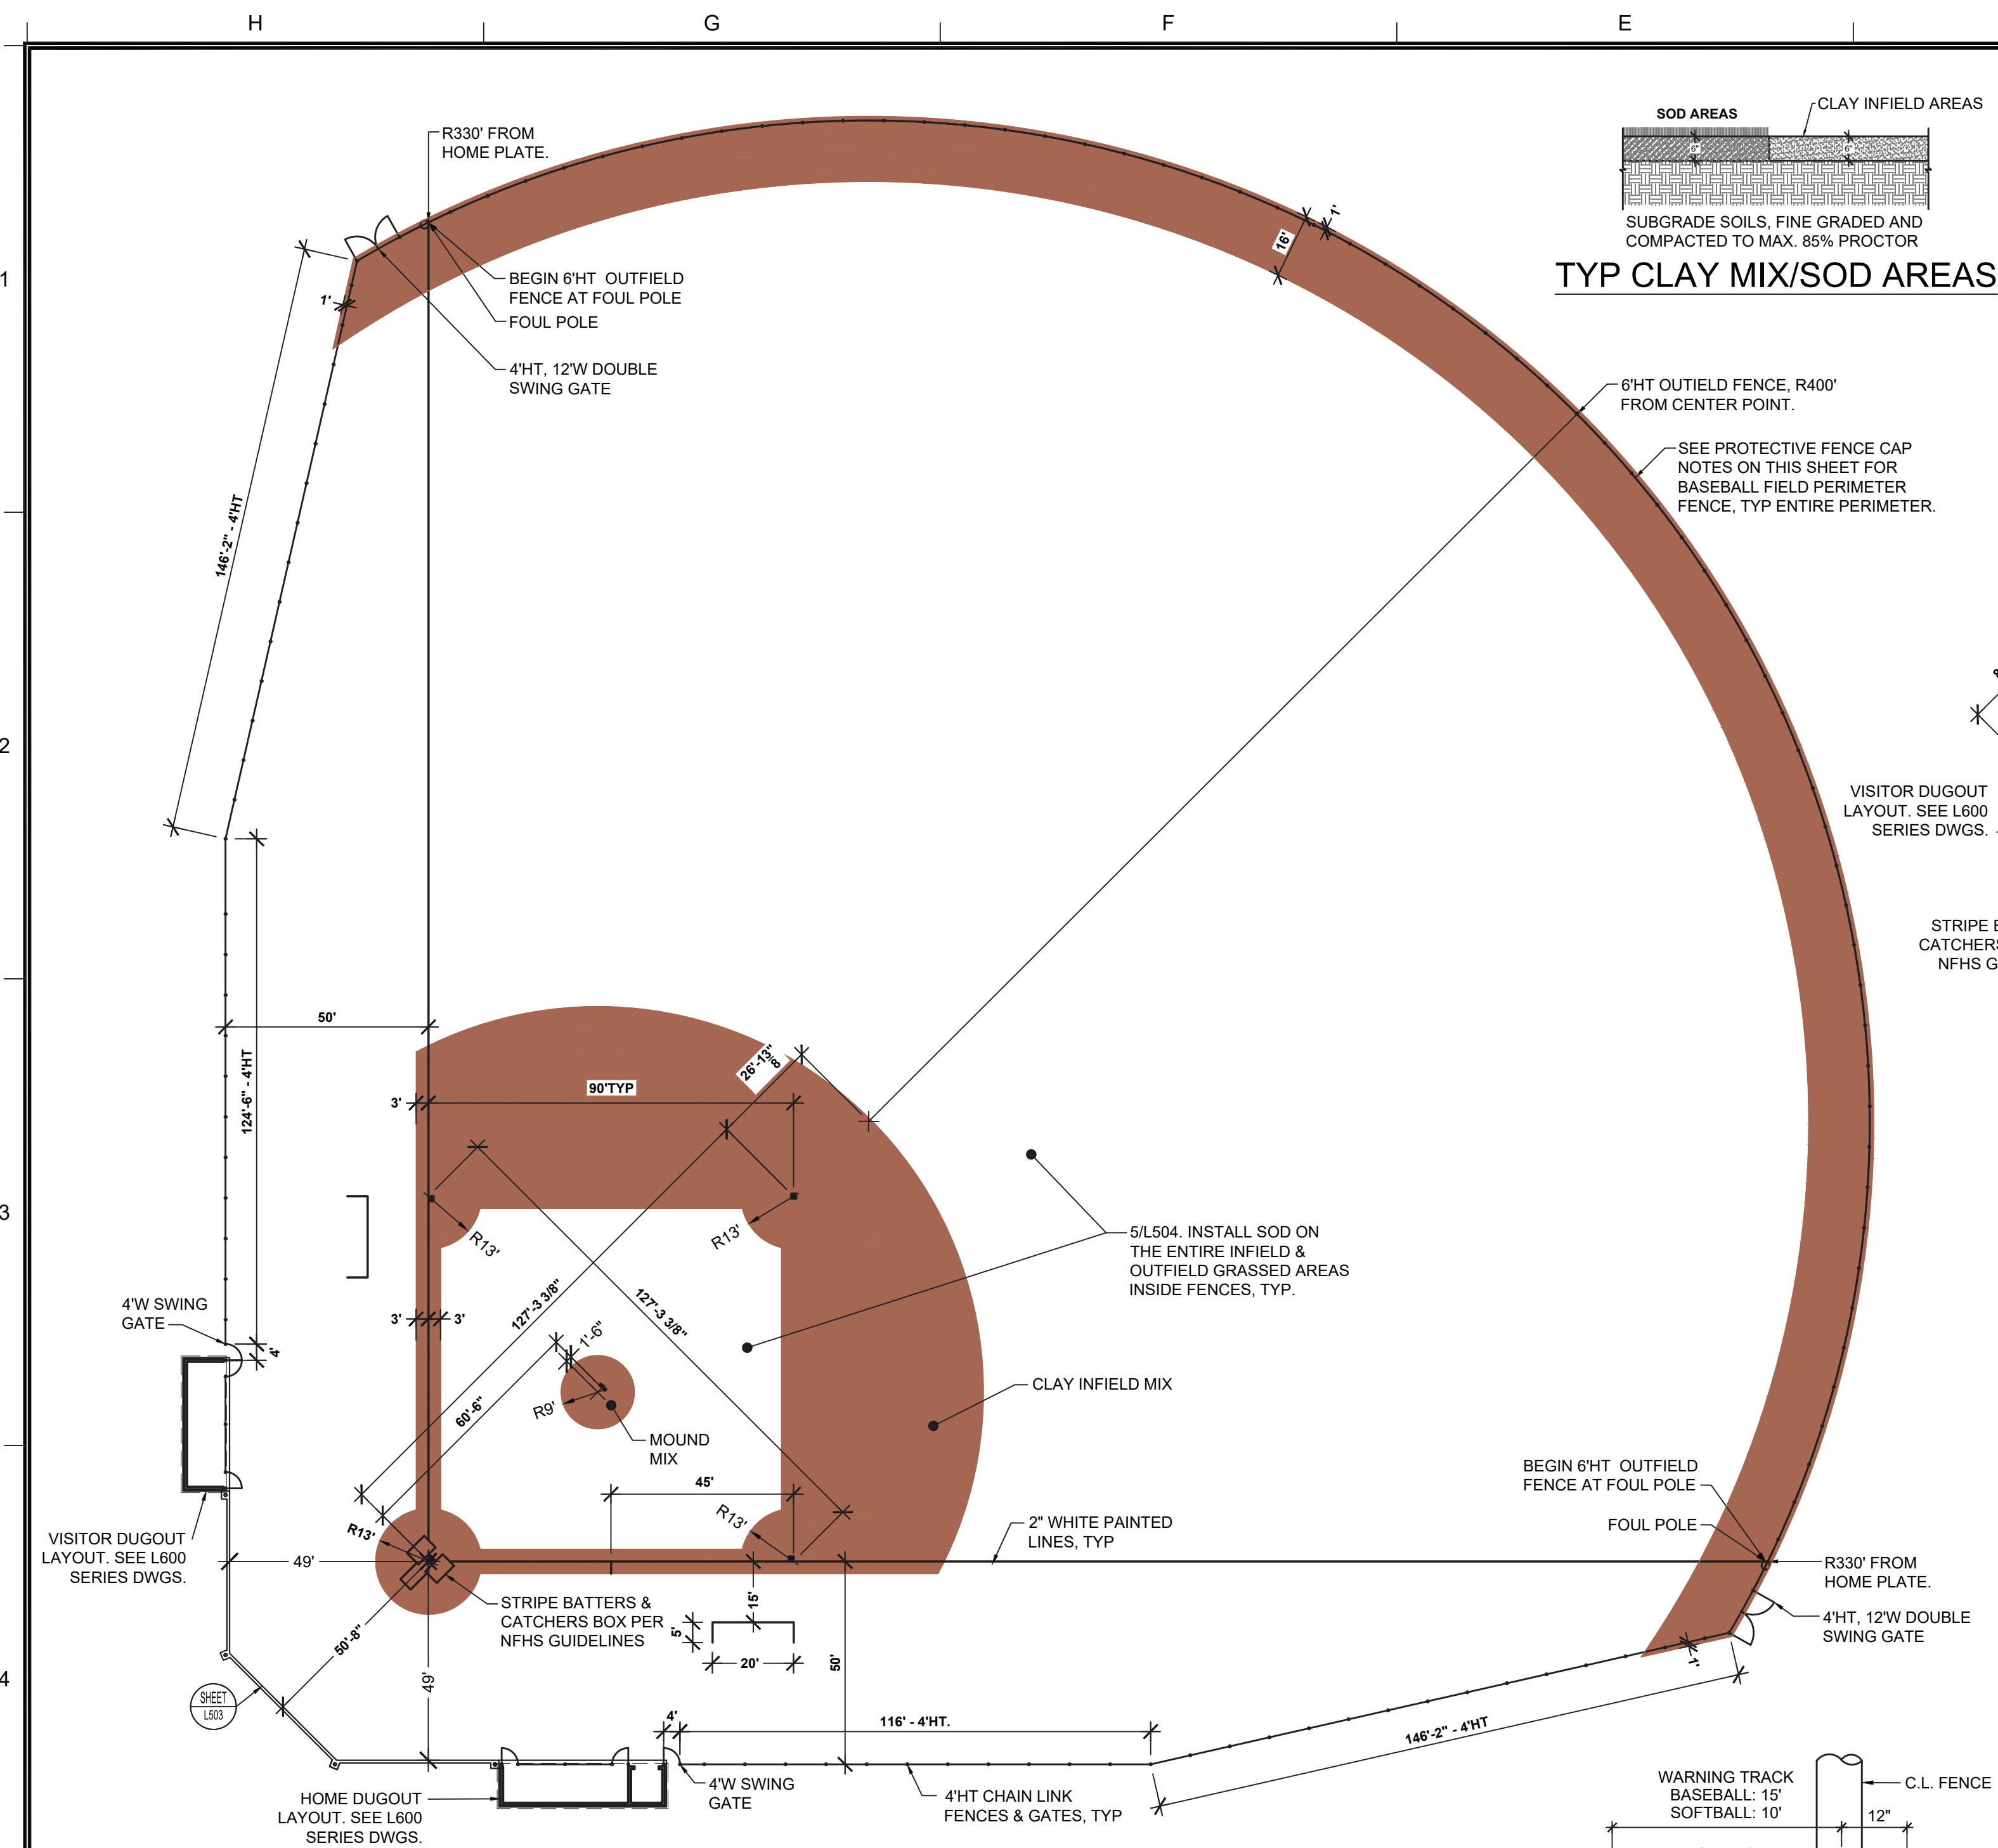 H
G
F
E
1
2
3
4
R330' FROM
HOME PLATE.
BEGIN 6'HT OUTFIELD
FENCE AT FOUL POLE
FOUL POLE
4'HT, 12'W DOUBLE
SWING GATE
1'
146'-2" - 4'HT
16'
1'
SOD AREAS
CLAY INFIELD AREAS
6"
6"
SUBGRADE SOILS, FINE GRADED AND
COMPACTED TO MAX. 85% PROCTOR
TYP CLAY MIX/SOD AREAS
6'HT OUTIELD FENCE, R400'
FROM CENTER POINT.
SEE PROTECTIVE FENCE CAP
NOTES ON THIS SHEET FOR
BASEBALL FIELD PERIMETER
FENCE, TYP ENTIRE PERIMETER.
VISITOR DUGOUT
LAYOUT. SEE L600
SERIES DWGS.
STRIPE
CATCHERS
NFHS G
50'
124'-6" - 4'HT
3'
90'TYP
26'-13"
8
R13'
R13'
127'-3 3/8"
127'-3 3/8"
3'
3'
1'-6"
60'-6"
R9'
MOUND
MIX
5/L504. INSTALL SOD ON
THE ENTIRE INFIELD &
OUTFIELD GRASSED AREAS
INSIDE FENCES, TYP.
CLAY INFIELD MIX
4'W SWING
GATE
4'
VISITOR DUGOUT
LAYOUT. SEE L600
SERIES DWGS.
R13'
49'
45'
R13'
2" WHITE PAINTED
LINES, TYP
BEGIN 6'HT OUTFIELD
FENCE AT FOUL POLE
FOUL POLE
R330' FROM
HOME PLATE.
4'HT, 12'W DOUBLE
SWING GATE
STRIPE BATTERS &
CATCHERS BOX PER
NFHS GUIDELINES
15'
5'
20'
50'
50'-8"
49'
SHEET
L503
1'
4'
116' - 4'HT.
146'-2" - 4'HT
4'W SWING
GATE
4'HT CHAIN LINK
FENCES & GATES, TYP
HOME DUGOUT
LAYOUT. SEE L600
SERIES DWGS.
WARNING TRACK
BASEBALL: 15'
SOFTBALL: 10'
C.L. FENCE
12"